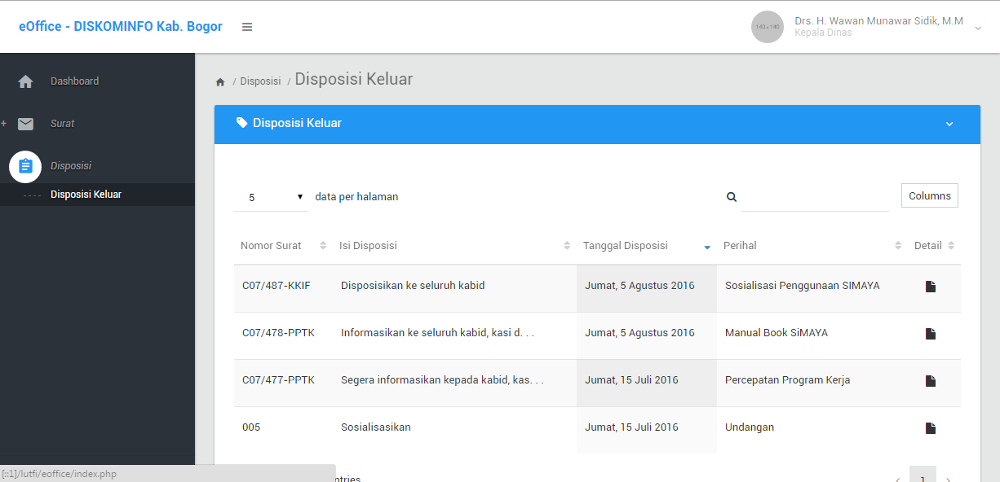 eOffice - DISKOMINFO Kab. Bogor
140 x 140
Drs. H. Wawan Munawar Sidik, M.M
Kepala Dinas
Dashboard
+ Surat
Disposisi
---- Disposisi Keluar
/ Disposisi / Disposisi Keluar
Disposisi Keluar
5 data per halaman
Columns
Nomor Surat Isi Disposisi Tanggal Disposisi Perihal Detail
C07/487-KKIF Disposisikan ke seluruh kabid Jumat, 5 Agustus 2016 Sosialisasi Penggunaan SIMAYA
C07/478-PPTK Informasikan ke seluruh kabid, kasi d. . . Jumat, 5 Agustus 2016 Manual Book SiMAYA
C07/477-PPTK Segera informasikan kepada kabid, kas. . . Jumat, 15 Juli 2016 Percepatan Program Kerja
005 Sosialisasikan Jumat, 15 Juli 2016 Undangan
[::1]/lutfi/eoffice/index.php
ntries
1